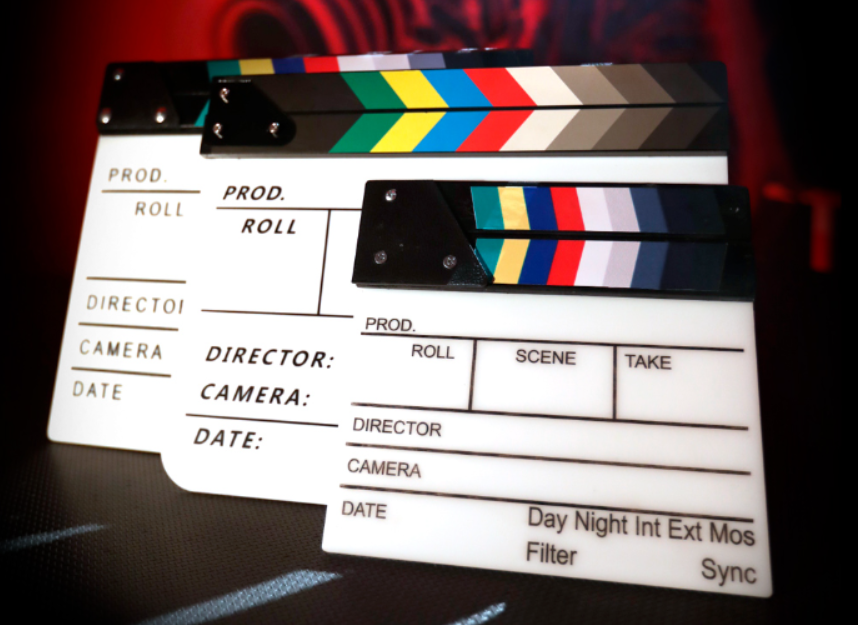 PROD.
ROLL
DIRECTOI
CAMERA
DATE
PROD.
ROLL
DIRECTOR:
CAMERA:
DATE:
PROD.
ROLL SCENE TAKE
DIRECTOR
CAMERA
DATE
Day Night Int Ext Mos
Filter Sync